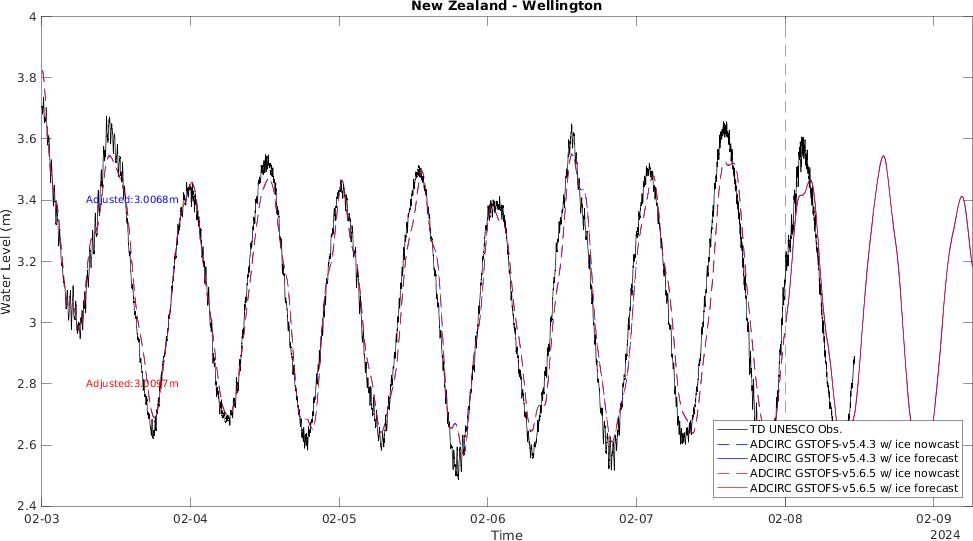 New Zealand - Wellington
4
3.8
3.6
3.4
3.2
3
2.8
2.6
2.4
Water Level (m)
Adjusted:3.0068m
Adjusted:3.0097m
TD UNESCO Obs.
ADCIRC GSTOFS-v5.4.3 w/ ice nowcast
ADCIRC GSTOFS-v5.4.3 w/ ice forecast
ADCIRC GSTOFS-v5.6.5 w/ ice nowcast
ADCIRC GSTOFS-v5.6.5 w/ ice forecast
02-03 02-04 02-05 02-06 02-07 02-08 02-09
Time
2024